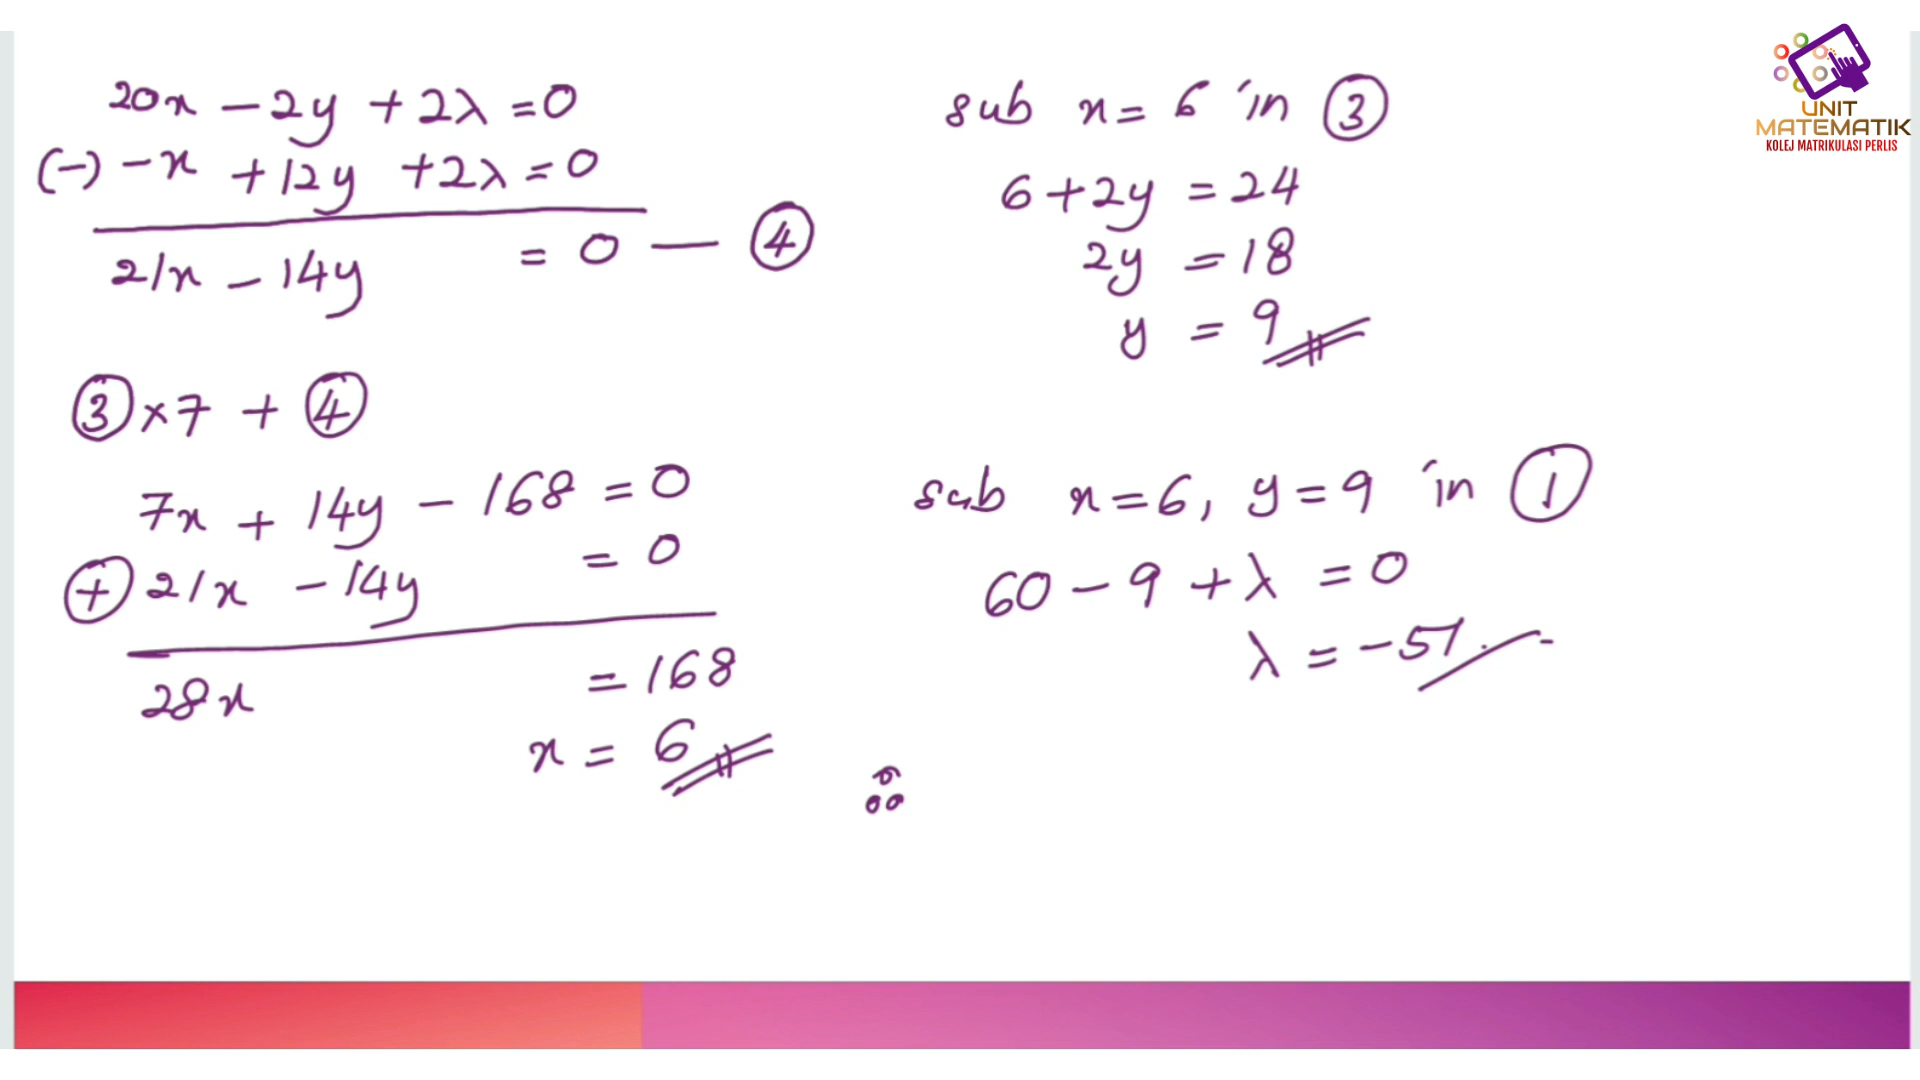 20x - 2y + 2λ = 0
(-) -x + 12y + 2λ = 0
21x - 14y = 0 — ④
③ × 7 + ④
7x + 14y - 168 = 0
⊕ 21x - 14y = 0
28x = 168
x = 6
sub x = 6 in ③
6 + 2y = 24
2y = 18
y = 9
sub x = 6, y = 9 in ①
60 - 9 + λ = 0
λ = -51.
UNIT
MATEMATIK
KOLEJ MATRIKULASI PERLIS